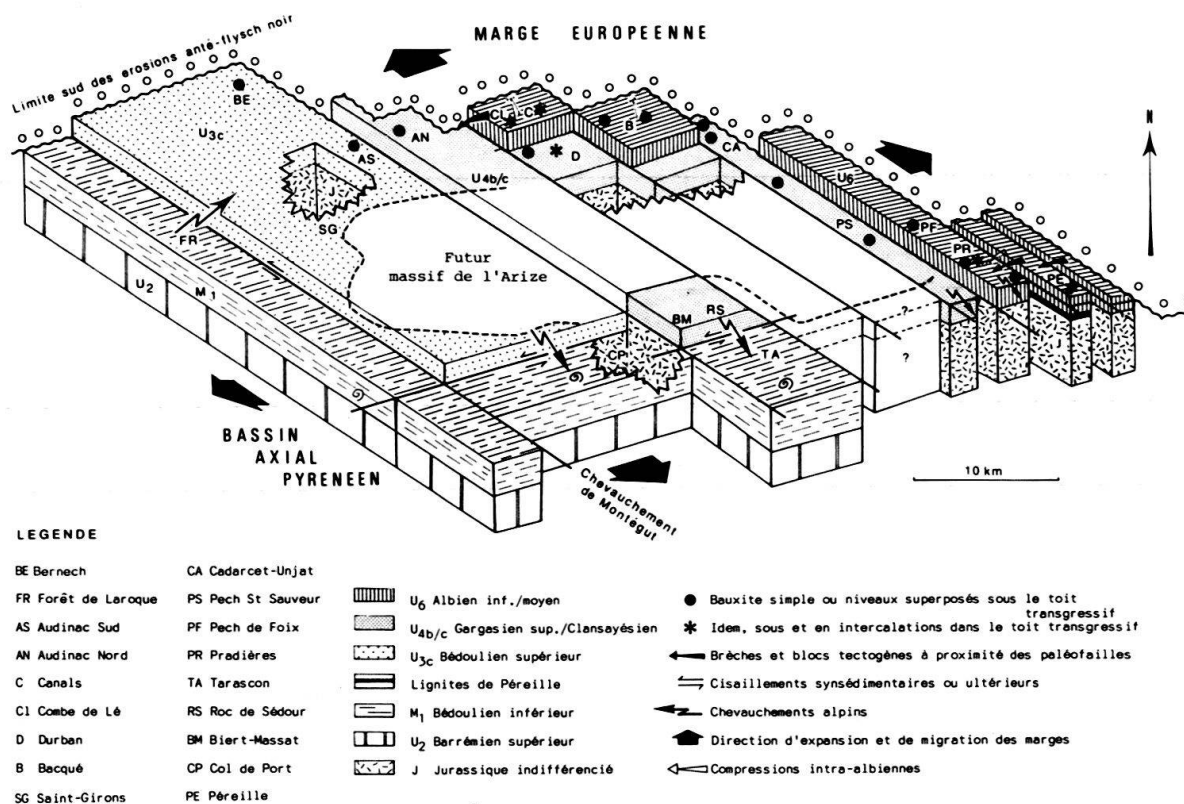 MARGE EUROPEENNE
Limite sud des erosions anté-flysch noir
N
BE
U3c
AS
AN
Cl
C
D
B
CA
U6
PF
PS
PR
PE
J
J
SG
U4b/c
FR
Futur
massif de l'Arize
U2
M1
BM
RS
CP
TA
?
?
BASSIN
AXIAL
PYRENEEN
Chevauchement
de Montégut
10 km
LEGENDE
BE Bernech
FR Forêt de Laroque
AS Audinac Sud
AN Audinac Nord
C Canals
Cl Combe de Lé
D Durban
B Bacqué
SG Saint-Girons
CA Cadarcet-Unjat
PS Pech St Sauveur
PF Pech de Foix
PR Pradières
TA Tarascon
RS Roc de Sédour
BM Biert-Massat
CP Col de Port
PE Péreille
U6 Albien inf./moyen
U4b/c Gargasien sup./Clansayésien
U3c Bédoulien supérieur
Lignites de Péreille
M1 Bédoulien inférieur
U2 Barrémien supérieur
J Jurassique indifférencié
Bauxite simple ou niveaux superposés sous le toit
transgressif
Idem, sous et en intercalations dans le toit transgressif
Brèches et blocs tectogènes à proximité des paléofailles
Cisaillements synsédimentaires ou ultérieurs
Chevauchements alpins
Direction d'expansion et de migration des marges
Compressions intra-albiennes